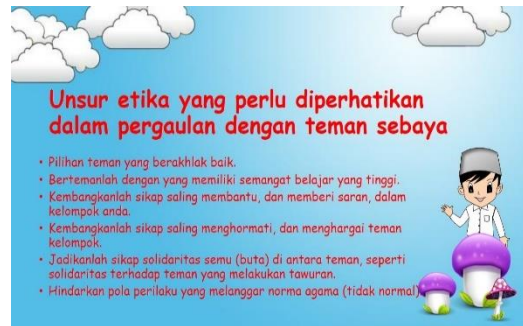 Unsur etika yang perlu diperhatikan
dalam pergaulan dengan teman sebaya
• Pilihan teman yang berakhlak baik.
• Bertemanlah dengan yang memiliki semangat belajar yang tinggi.
• Kembangkanlah sikap saling membantu, dan memberi saran, dalam
kelompok anda.
• Kembangkanlah sikap saling menghormati, dan menghargai teman
kelompok.
• Jadikanlah sikap solidaritas semu (buta) di antara teman, seperti
solidaritas terhadap teman yang melakukan tawuran.
• Hindarkan pola perilaku yang melanggar norma agama (tidak normal)